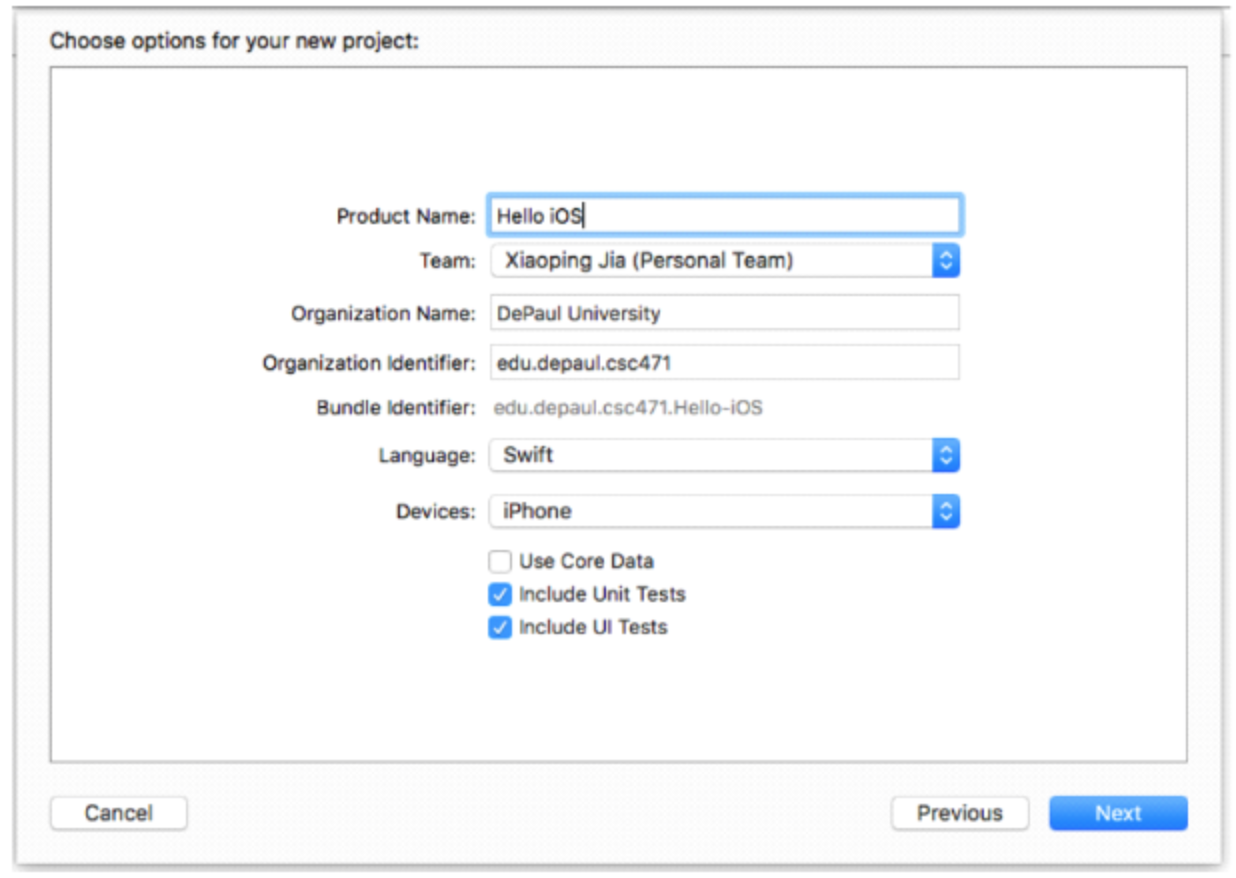 Choose options for your new project:
Product Name: Hello iOS
Team: Xiaoping Jia (Personal Team)
Organization Name: DePaul University
Organization Identifier: edu.depaul.csc471
Bundle Identifier: edu.depaul.csc471.Hello-iOS
Language: Swift
Devices: iPhone
Use Core Data
Include Unit Tests
Include UI Tests
Cancel Previous Next